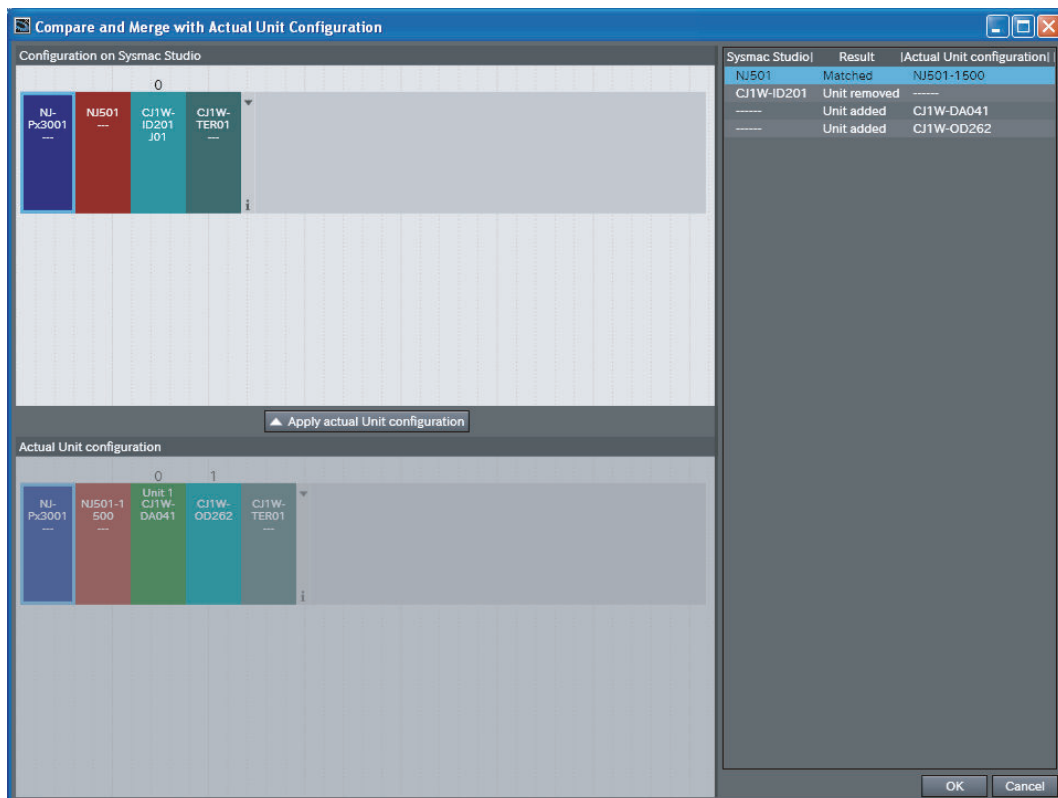 Compare and Merge with Actual Unit Configuration
Configuration on Sysmac Studio
0
NJ-
Px3001
---
NJ501
---
CJ1W-
ID201
J01
CJ1W-
TER01
---
i
Apply actual Unit configuration
Actual Unit configuration
0 1
NJ-
Px3001
---
NJ501-1
500
---
Unit 1
CJ1W-
DA041
CJ1W-
OD262
CJ1W-
TER01
---
i
Sysmac Studio| Result |Actual Unit configuration| |
NJ501 Matched NJ501-1500
CJ1W-ID201 Unit removed ------
------ Unit added CJ1W-DA041
------ Unit added CJ1W-OD262
OK Cancel